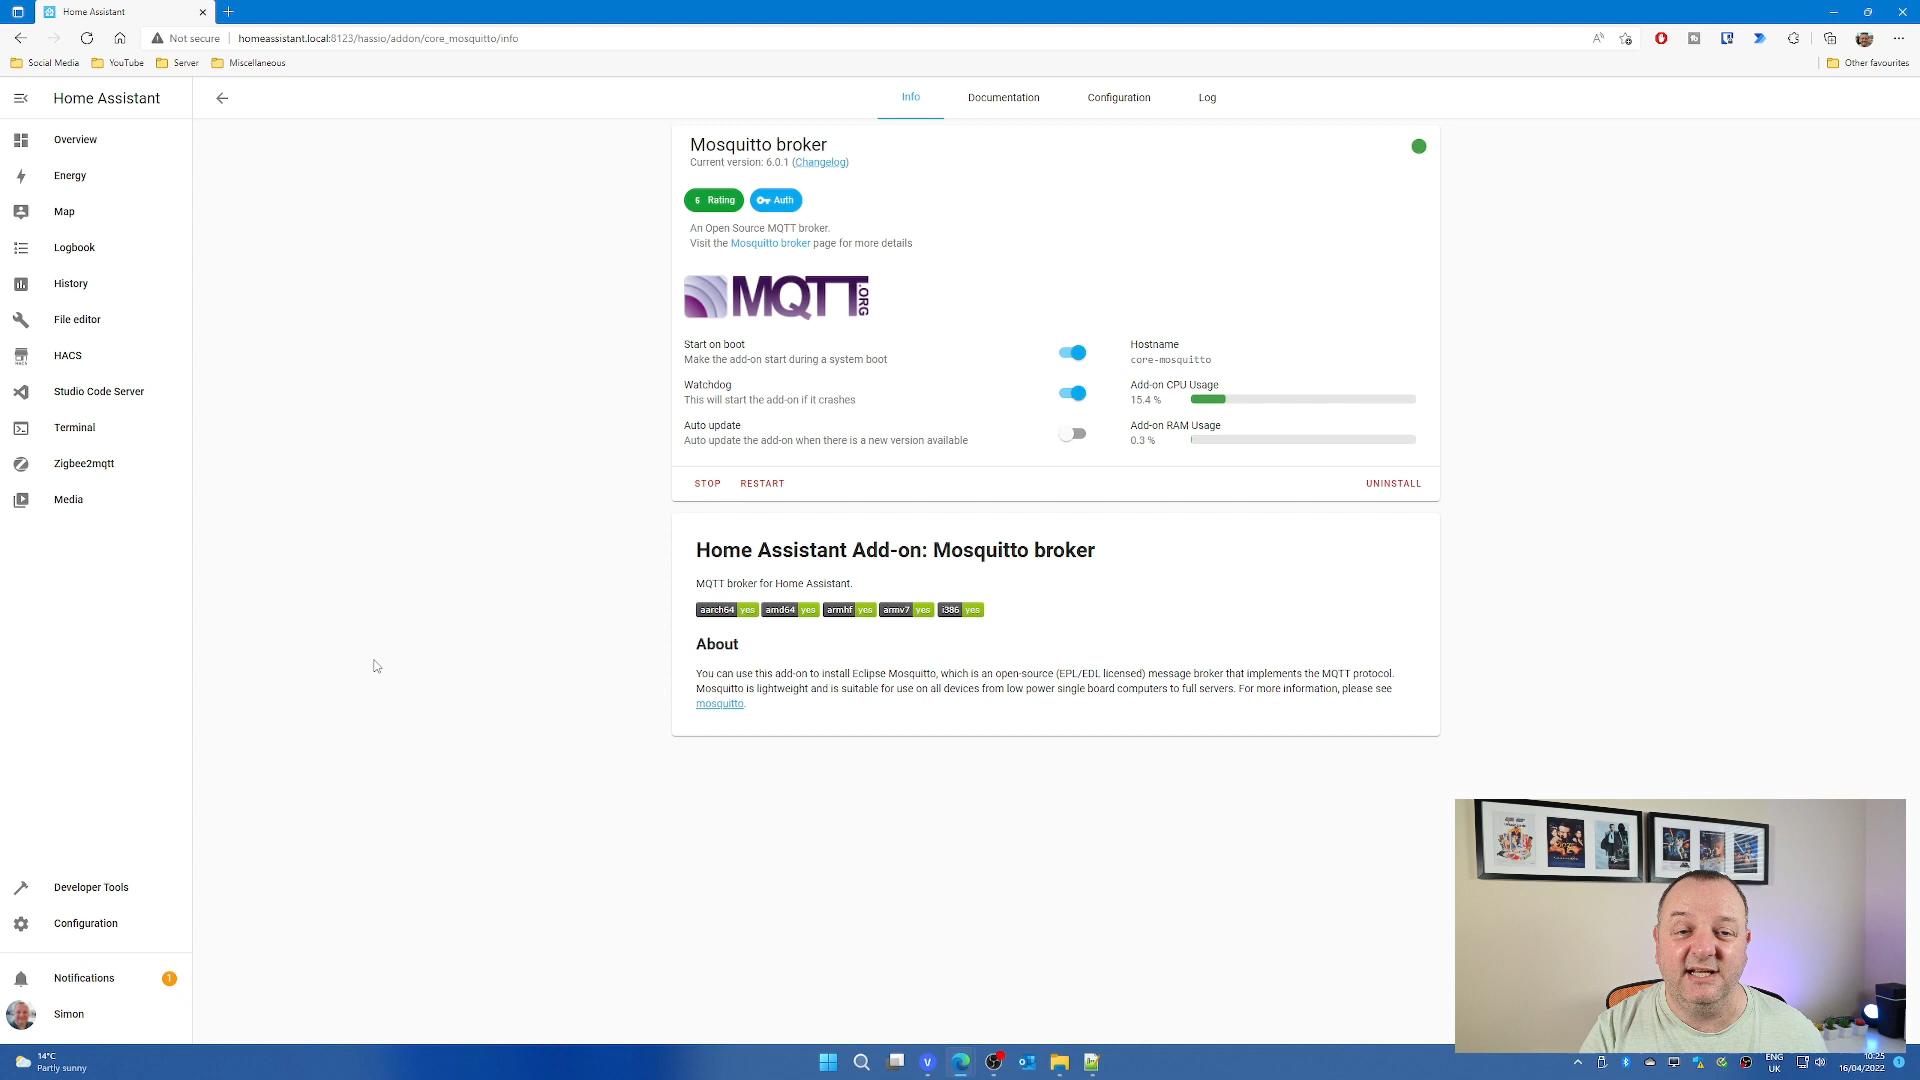 Home Assistant
Not secure
homeassistant.local:8123/hassio/addon/core_mosquitto/info
Social Media
YouTube
Server
Miscellaneous
Other favourites
Home Assistant
Info
Documentation
Configuration
Log
Overview
Energy
Map
Logbook
History
File editor
HACS
Studio Code Server
Terminal
Zigbee2mqtt
Media
Developer Tools
Configuration
Notifications
1
Simon
Mosquitto broker
Current version: 6.0.1 (Changelog)
6 Rating
Auth
An Open Source MQTT broker.
Visit the Mosquitto broker page for more details
MQTT.ORG
Start on boot
Make the add-on start during a system boot
Watchdog
This will start the add-on if it crashes
Auto update
Auto update the add-on when there is a new version available
Hostname
core-mosquitto
Add-on CPU Usage
15.4 %
Add-on RAM Usage
0.3 %
STOP
RESTART
UNINSTALL
Home Assistant Add-on: Mosquitto broker
MQTT broker for Home Assistant.
aarch64 yes amd64 yes armhf yes armv7 yes i386 yes
About
You can use this add-on to install Eclipse Mosquitto, which is an open-source (EPL/EDL licensed) message broker that implements the MQTT protocol.
Mosquitto is lightweight and is suitable for use on all devices from low power single board computers to full servers. For more information, please see
mosquitto.
14°C
Partly sunny
ENG
UK
10:25
16/04/2022
1